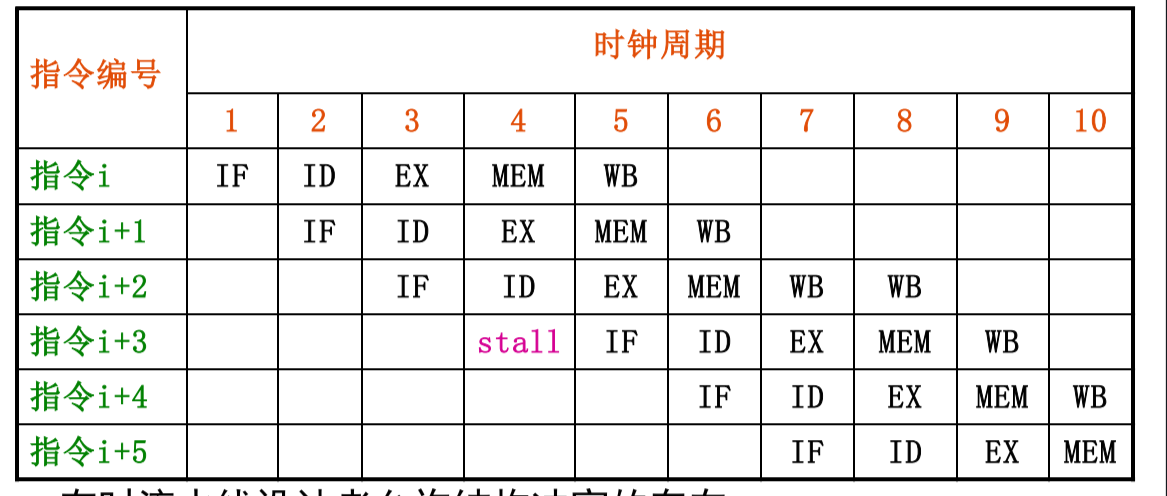 指令编号 时钟周期
1 2 3 4 5 6 7 8 9 10
指令i IF ID EX MEM WB
指令i+1 IF ID EX MEM WB
指令i+2 IF ID EX MEM WB WB
指令i+3 stall IF ID EX MEM WB
指令i+4 IF ID EX MEM WB
指令i+5 IF ID EX MEM